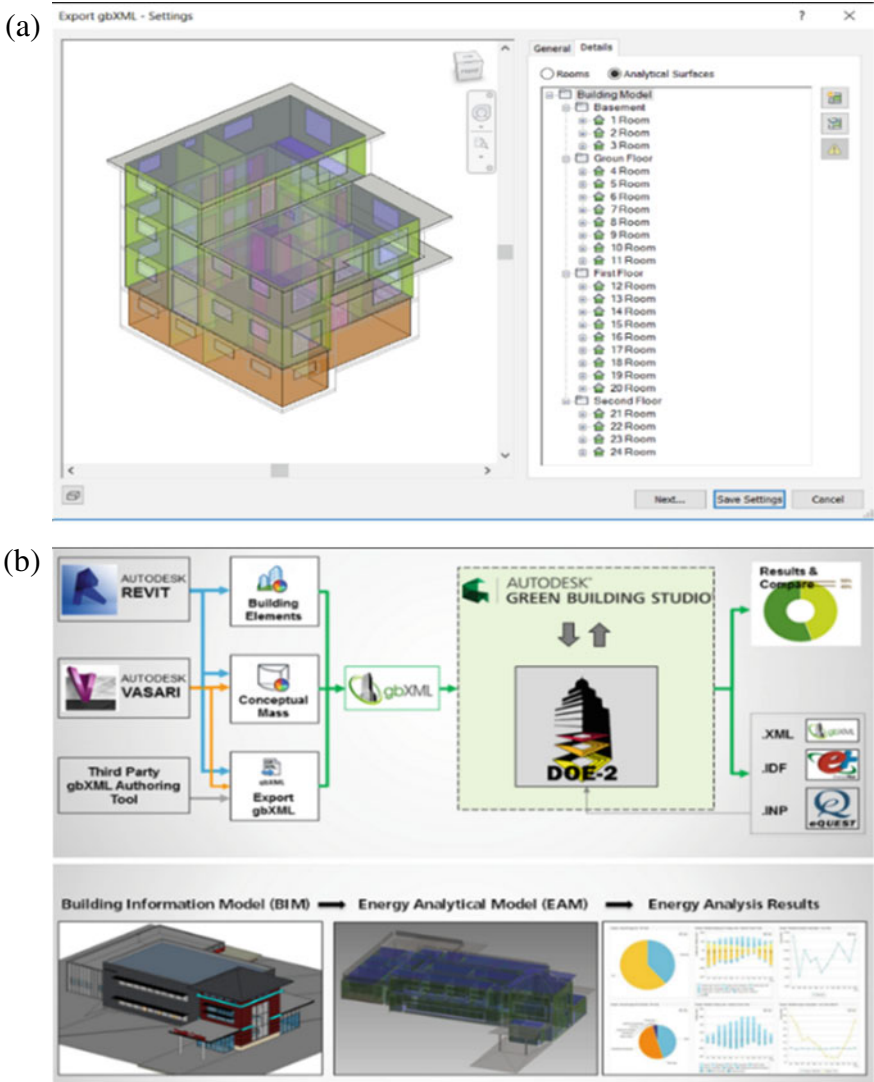 (a)
Export gbXML - Settings
? ×
General Details
Rooms Analytical Surfaces
Building Model
Basement
1 Room
2 Room
3 Room
Groun Floor
4 Room
5 Room
6 Room
7 Room
8 Room
9 Room
10 Room
11 Room
First Floor
12 Room
13 Room
14 Room
15 Room
16 Room
17 Room
18 Room
19 Room
20 Room
Second Floor
21 Room
22 Room
23 Room
24 Room
Next... Save Settings Cancel
(b)
AUTODESK
REVIT
AUTODESK
VASARI
Third Party
gbXML Authoring
Tool
Building
Elements
Conceptual
Mass
Export
gbXML
gbXML
AUTODESK
GREEN BUILDING STUDIO
DOE-2
Results &
Compare
.XML
gbXML
.IDF
.INP
eQUEST
Building Information Model (BIM) Energy Analytical Model (EAM) Energy Analysis Results